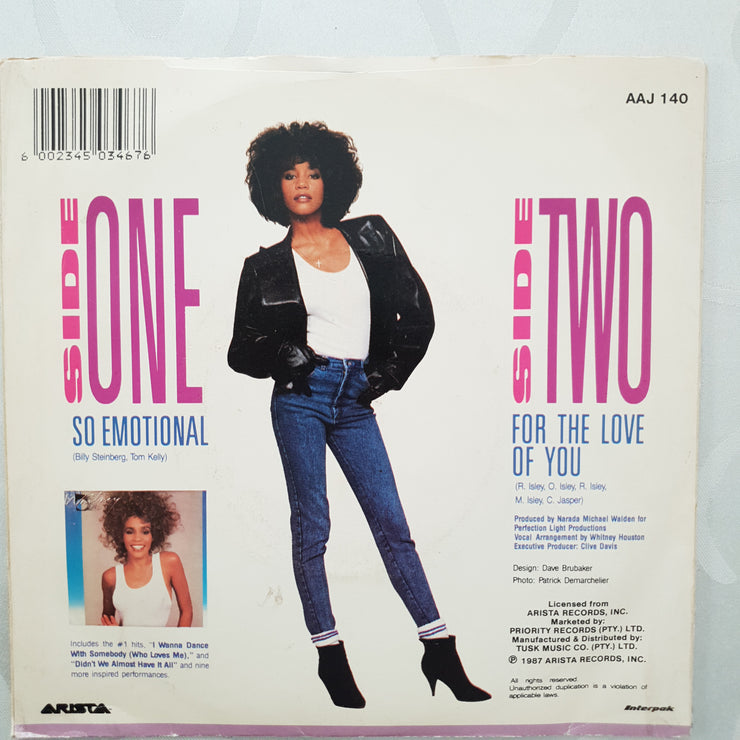 AAJ 140
6 002345 034676
SIDE ONE
SO EMOTIONAL
(Billy Steinberg, Tom Kelly)
Whitney
Includes the #1 hits, "I Wanna Dance
With Somebody (Who Loves Me)," and
"Didn't We Almost Have It All" and nine
more inspired performances.
ARISTA
SIDE TWO
FOR THE LOVE
OF YOU
(R. Isley, O. Isley, R. Isley,
M. Isley, C. Jasper)
Produced by Narada Michael Walden for
Perfection Light Productions
Vocal Arrangement by Whitney Houston
Executive Producer: Clive Davis
Design: Dave Brubaker
Photo: Patrick Demarchelier
Licensed from
ARISTA RECORDS, INC.
Marketed by:
PRIORITY RECORDS (PTY.) LTD.
Manufactured & Distributed by:
TUSK MUSIC CO. (PTY.) LTD.
℗ 1987 ARISTA RECORDS, INC.
All rights reserved.
Unauthorized duplication is a violation of
applicable laws.
Interpak